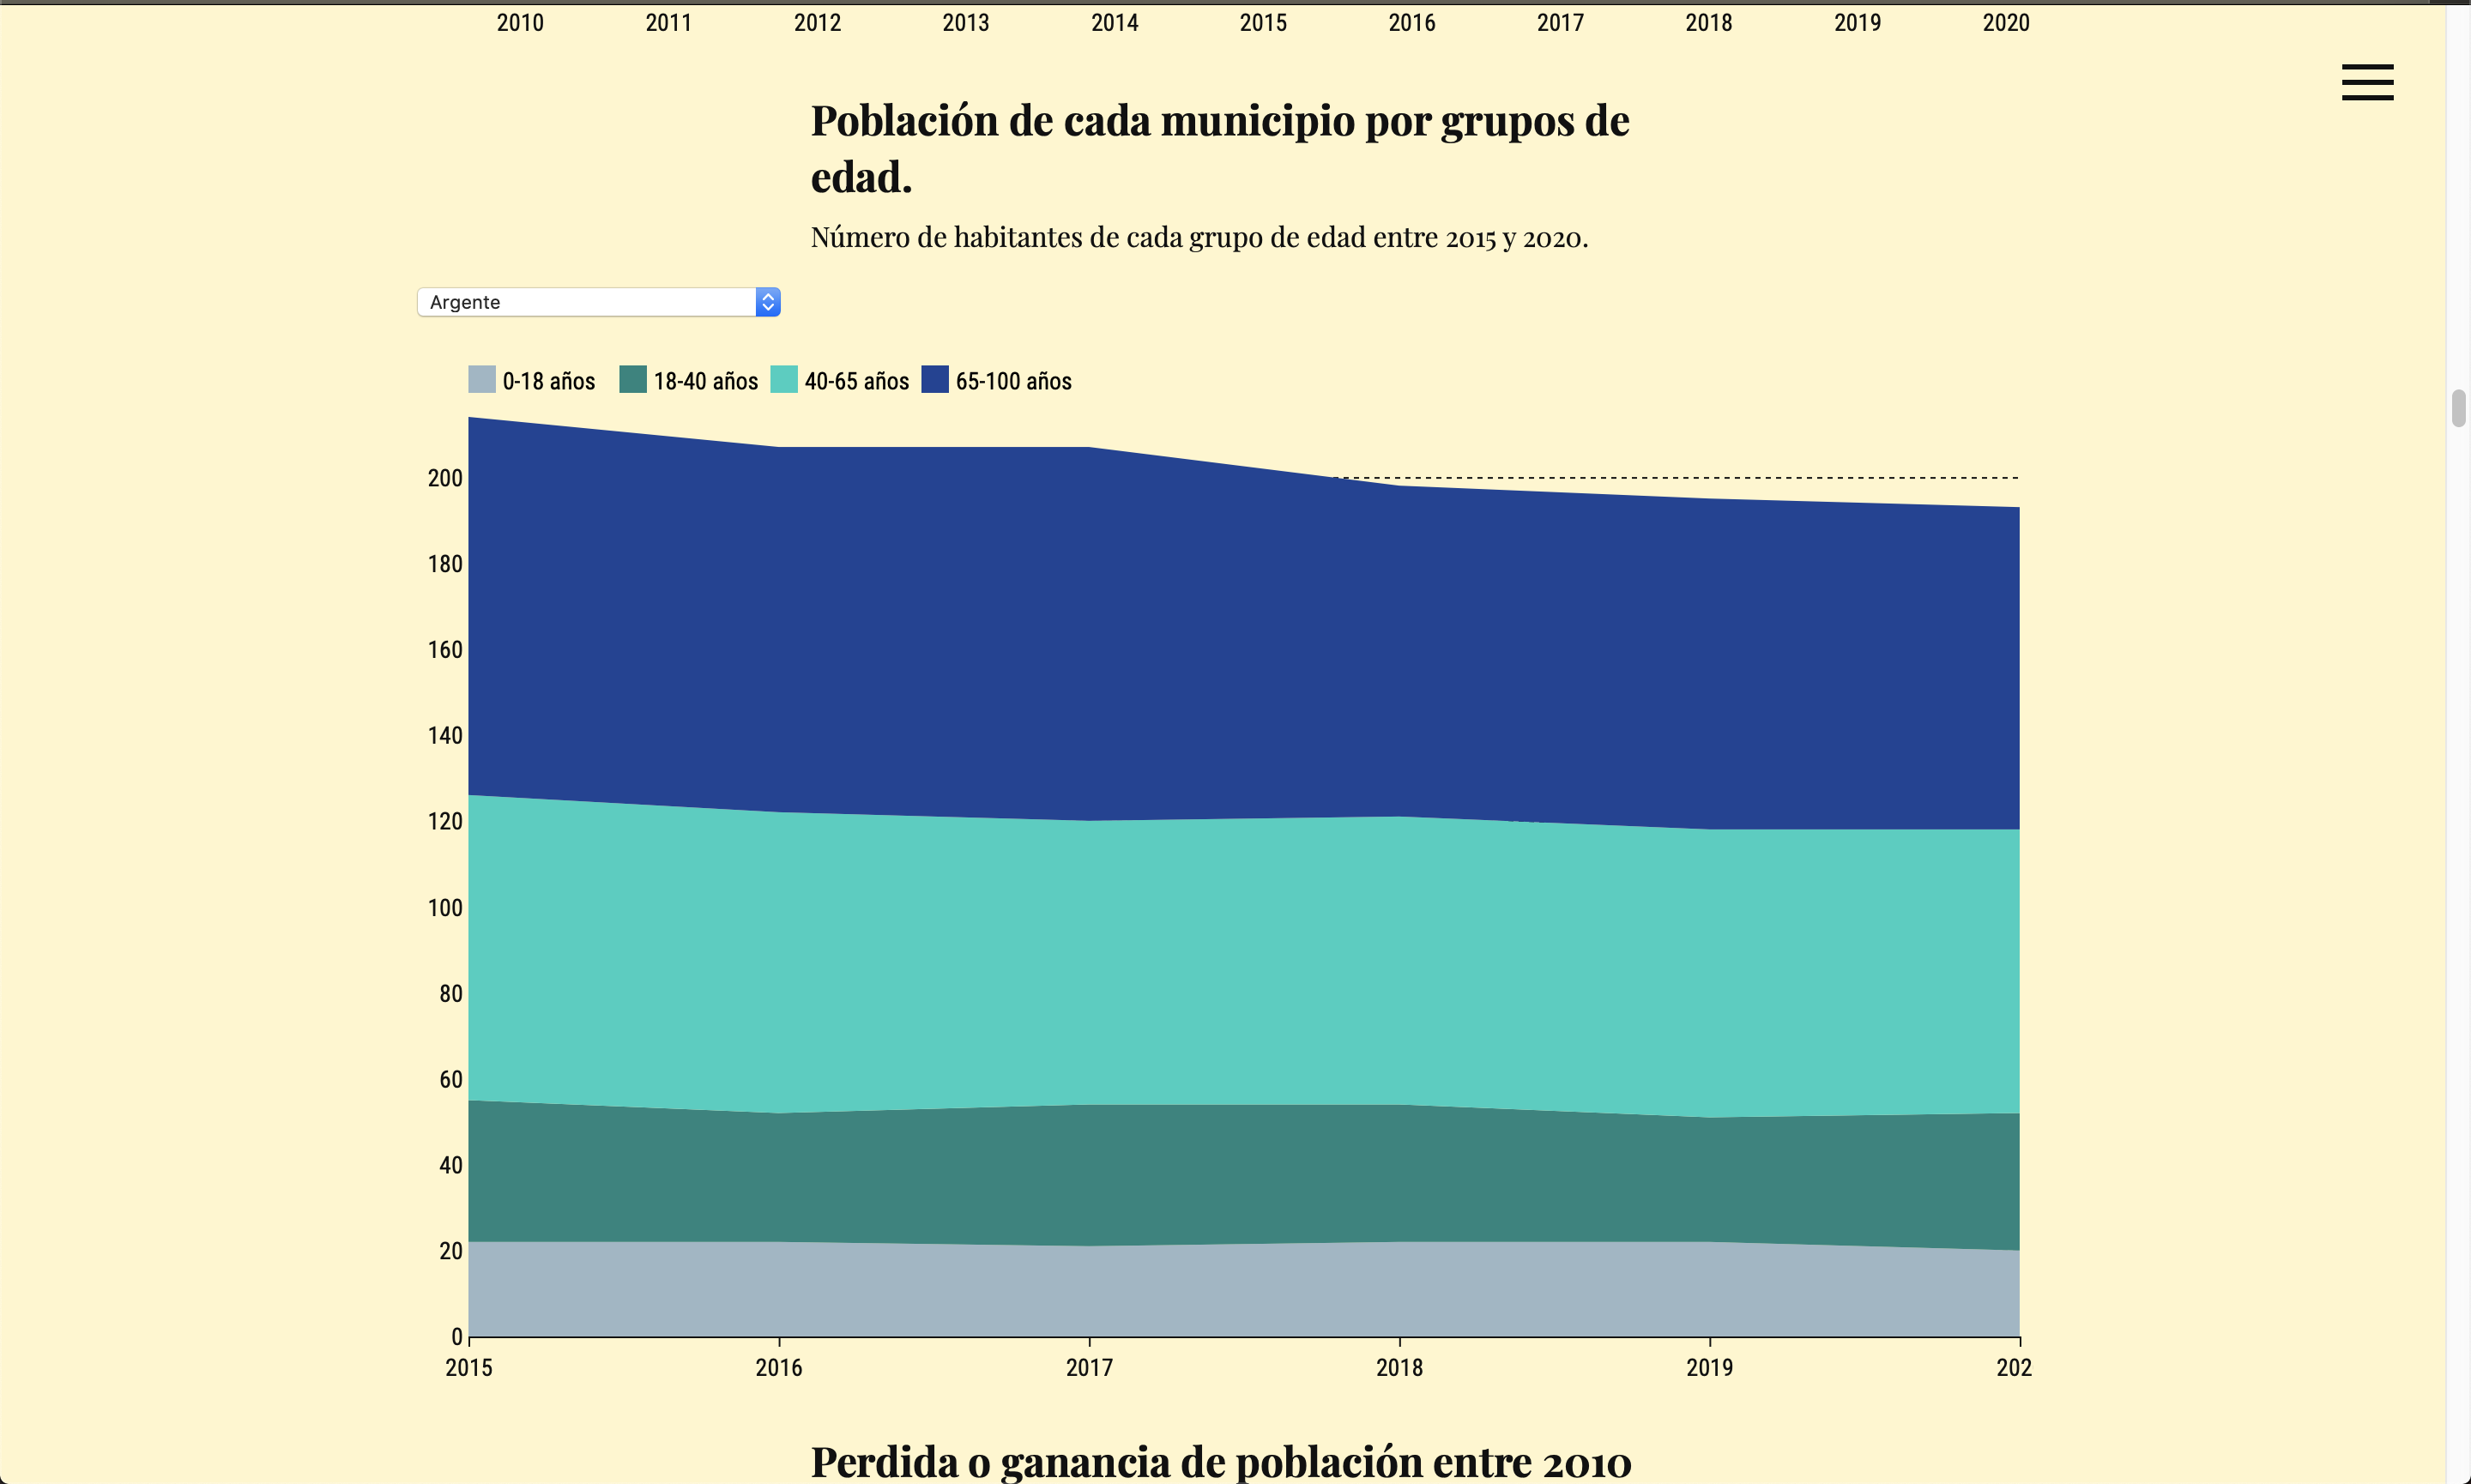 2010 2011 2012 2013 2014 2015 2016 2017 2018 2019 2020
Población de cada municipio por grupos de
edad.
Número de habitantes de cada grupo de edad entre 2015 y 2020.
Argente
0-18 años 18-40 años 40-65 años 65-100 años
200
180
160
140
120
100
80
60
40
20
0
2015 2016 2017 2018 2019 202
Perdida o ganancia de población entre 2010